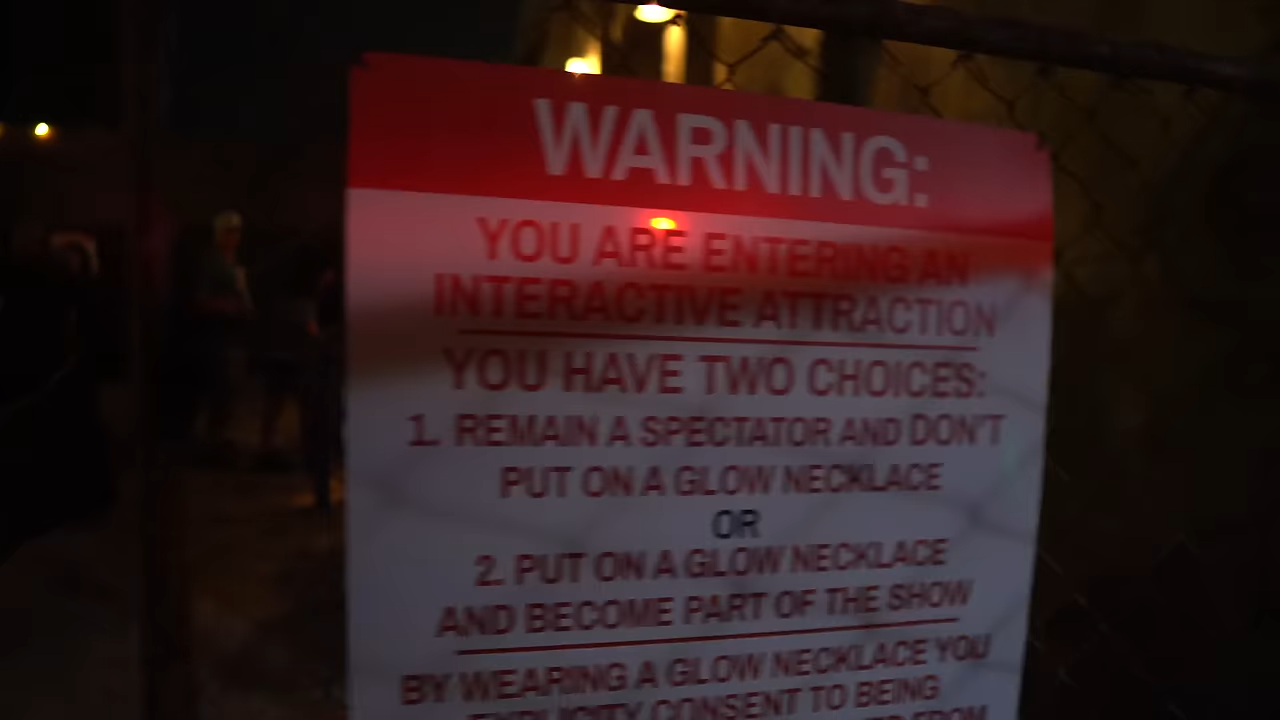 WARNING:
YOU ARE ENTERING AN
INTERACTIVE ATTRACTION
YOU HAVE TWO CHOICES:
1. REMAIN A SPECTATOR AND DON'T
PUT ON A GLOW NECKLACE
OR
2. PUT ON A GLOW NECKLACE
AND BECOME PART OF THE SHOW
BY WEARING A GLOW NECKLACE YOU
EXPLICITY CONSENT TO BEING
FROM